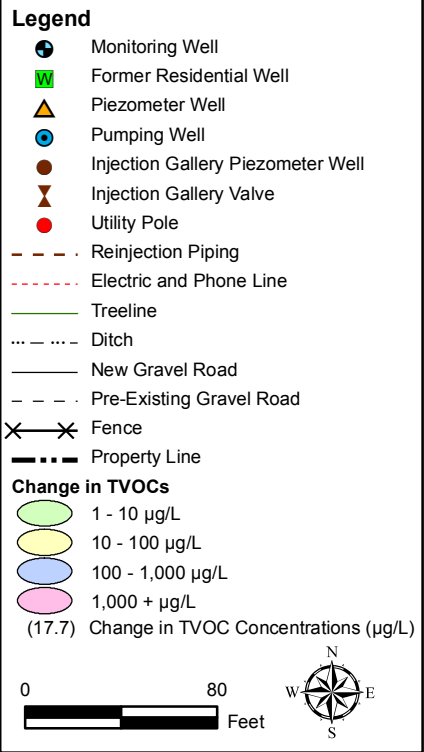 Legend
Monitoring Well
W Former Residential Well
Piezometer Well
Pumping Well
Injection Gallery Piezometer Well
Injection Gallery Valve
Utility Pole
Reinjection Piping
Electric and Phone Line
Treeline
Ditch
New Gravel Road
Pre-Existing Gravel Road
Fence
Property Line
Change in TVOCs
1 - 10 µg/L
10 - 100 µg/L
100 - 1,000 µg/L
1,000 + µg/L
(17.7) Change in TVOC Concentrations (µg/L)
N
0 80
W E
Feet
S